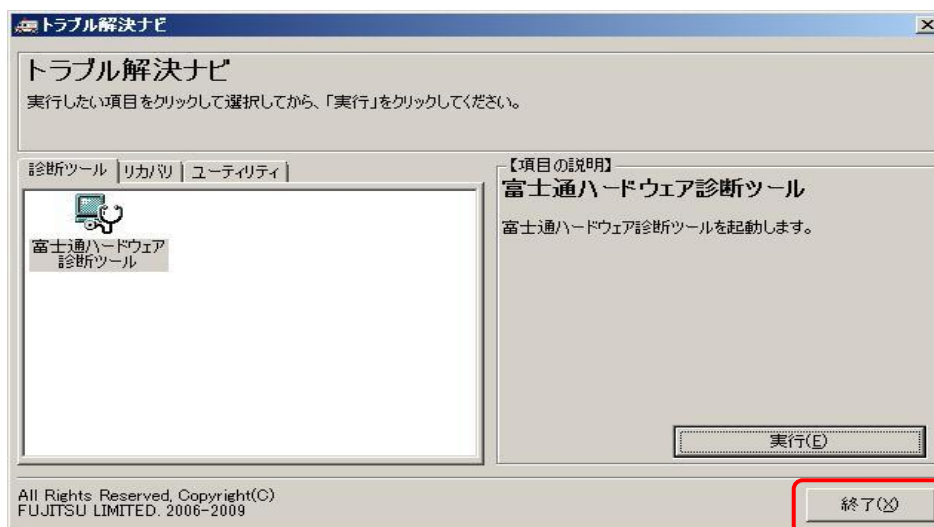 トラブル解決ナビ
トラブル解決ナビ
実行したい項目をクリックして選択してから、「実行」をクリックしてください。
診断ツール リカバリ ユーティリティ
富士通ハードウェア
診断ツール
【項目の説明】
富士通ハードウェア診断ツール
富士通ハードウェア診断ツールを起動します。
実行(E)
All Rights Reserved, Copyright(C)
FUJITSU LIMITED. 2006-2009
終了(X)